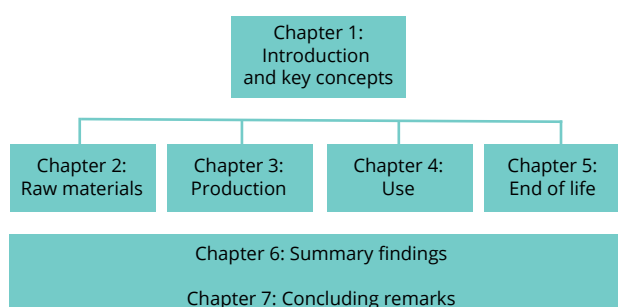 Chapter 1:
Introduction
and key concepts
Chapter 2:
Raw materials
Chapter 3:
Production
Chapter 4:
Use
Chapter 5:
End of life
Chapter 6: Summary findings
Chapter 7: Concluding remarks